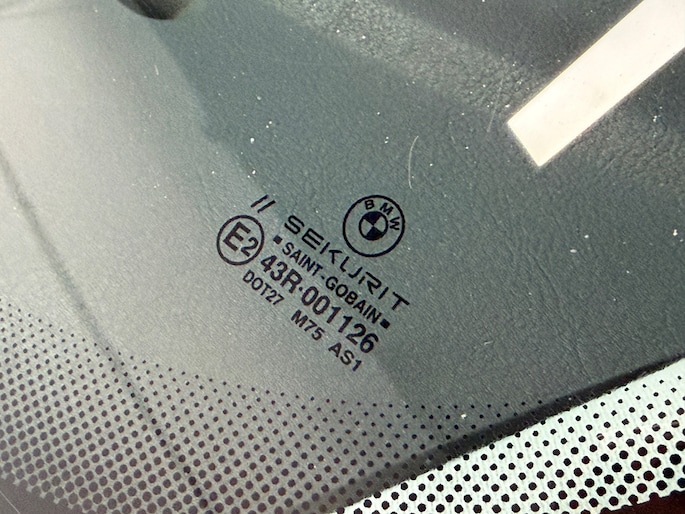 BMW
// SEKURIT
▪SAINT-GOBAIN▪
E2 43R-001126
DOT27 M75 AS1